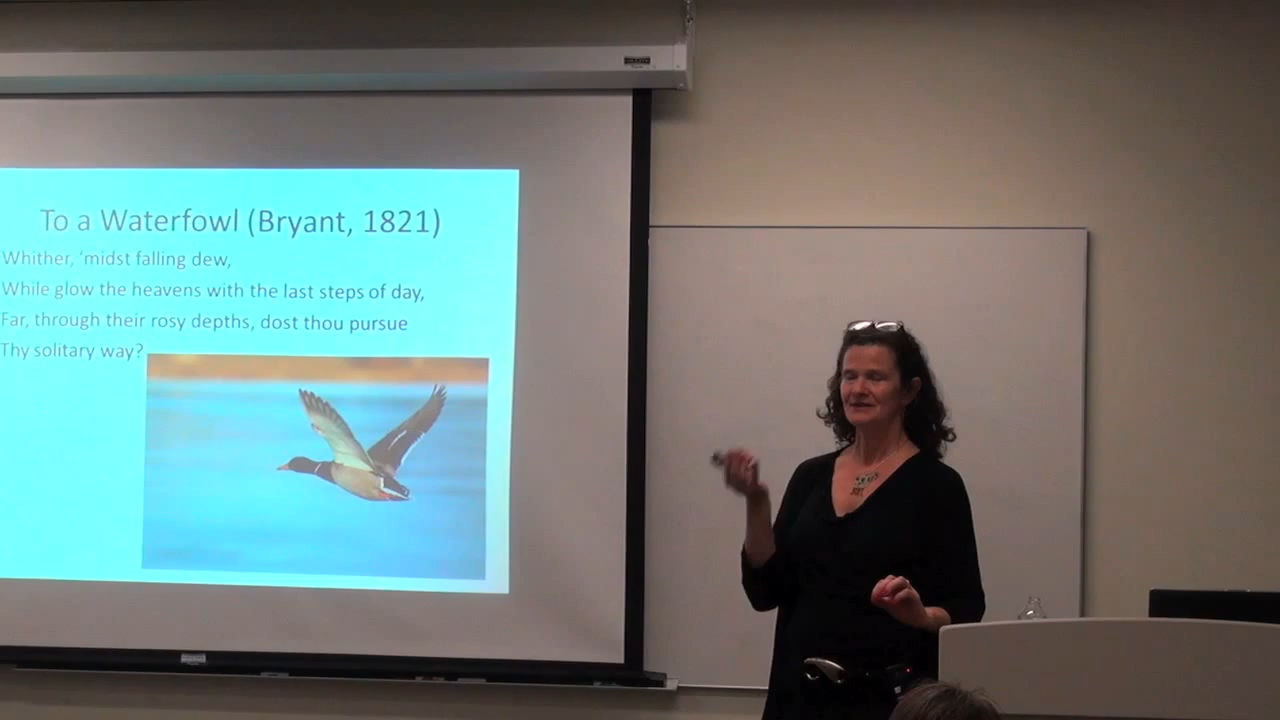 To a Waterfowl (Bryant, 1821)
Whither, ‘midst falling dew,
While glow the heavens with the last steps of day,
Far, through their rosy depths, dost thou pursue
Thy solitary way?